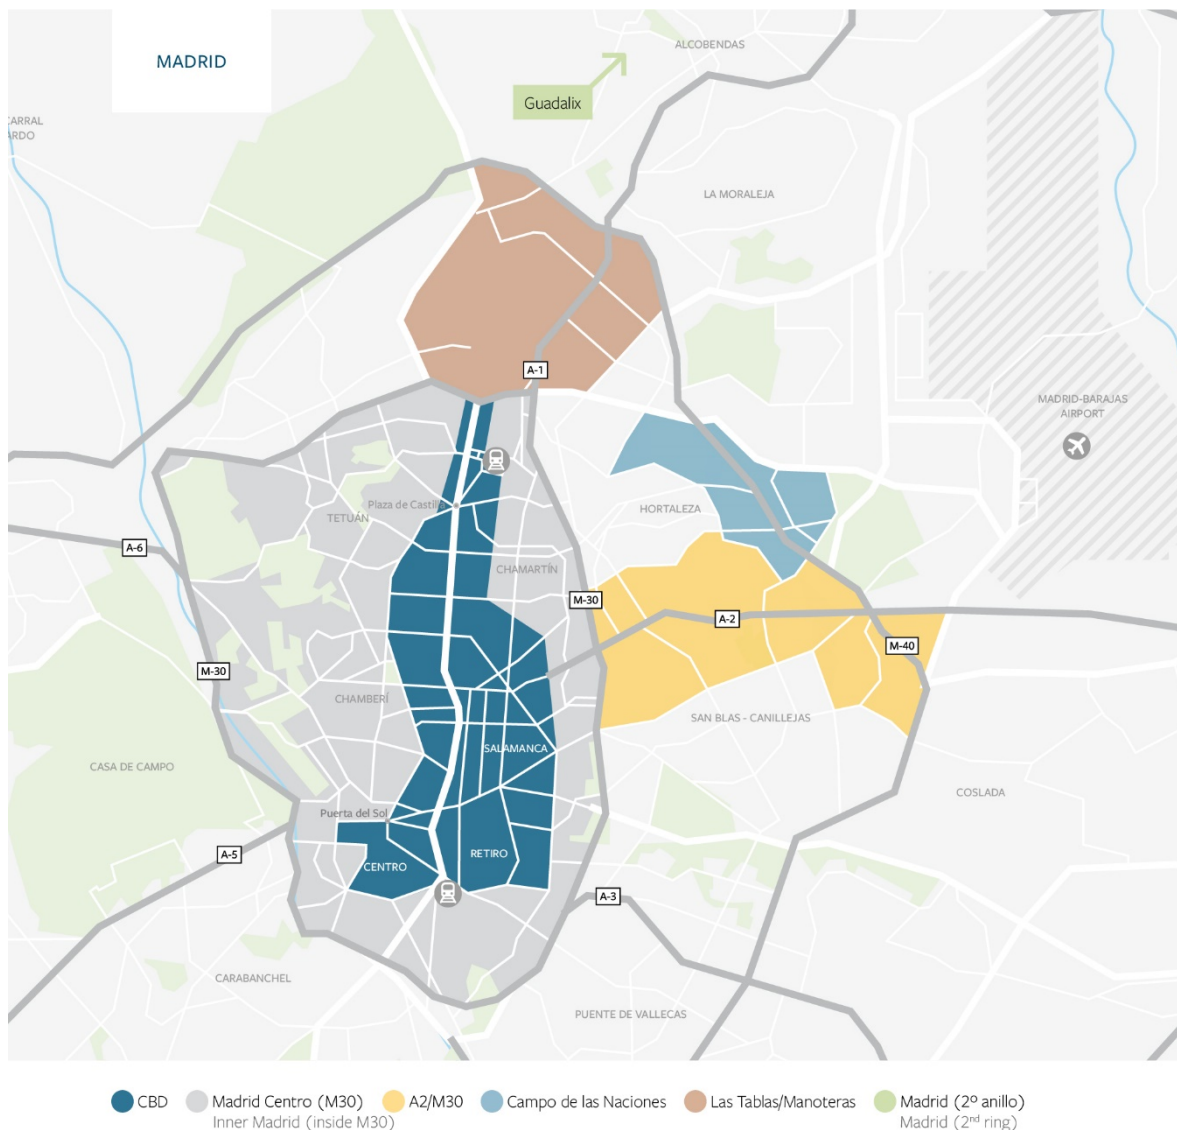 MADRID
ALCOBENDAS
Guadalix
CARRAL
ARDO
LA MORALEJA
A-1
MADRID-BARAJAS
AIRPORT
Plaza de Castilla
TETUÁN
HORTALEZA
A-6
CHAMARTÍN
M-30
A-2
M-40
M-30
CHAMBERÍ
SAN BLAS - CANILLEJAS
SALAMANCA
CASA DE CAMPO
COSLADA
Puerta del Sol
A-5
RETIRO
CENTRO
A-3
CARABANCHEL
PUENTE DE VALLECAS
CBD
Madrid Centro (M30)
Inner Madrid (inside M30)
A2/M30
Campo de las Naciones
Las Tablas/Manoteras
Madrid (2º anillo)
Madrid (2nd ring)